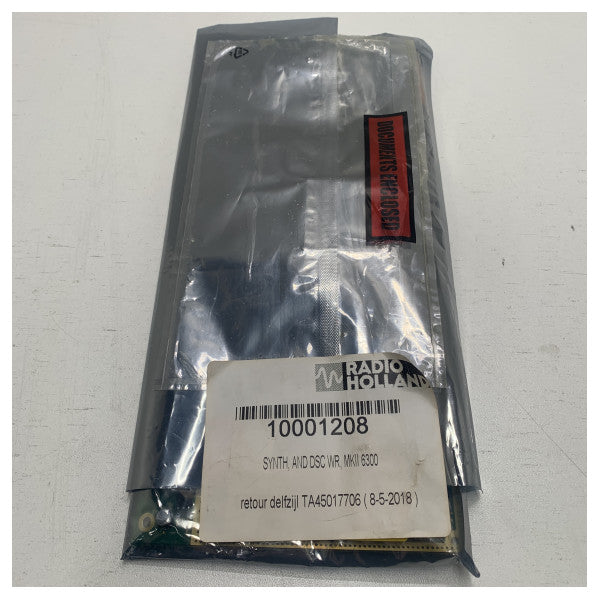 DOCUMENTS ENCLOSED
RADIO
HOLLAND
10001208
SYNTH, AND DSC WR, MKII 6300
retour delfzijl TA45017706 ( 8-5-2018 )